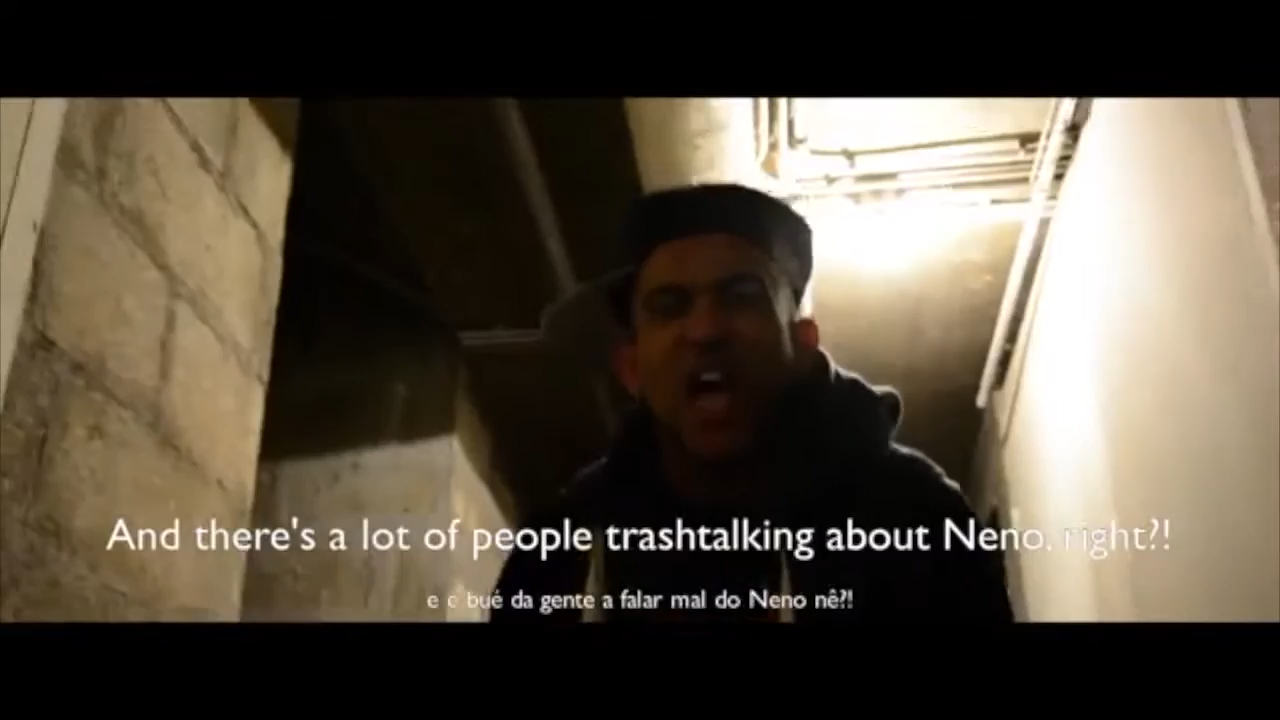 And there's a lot of people trashtalking about Neno, right?!
e o bué da gente a falar mal do Neno nê?!